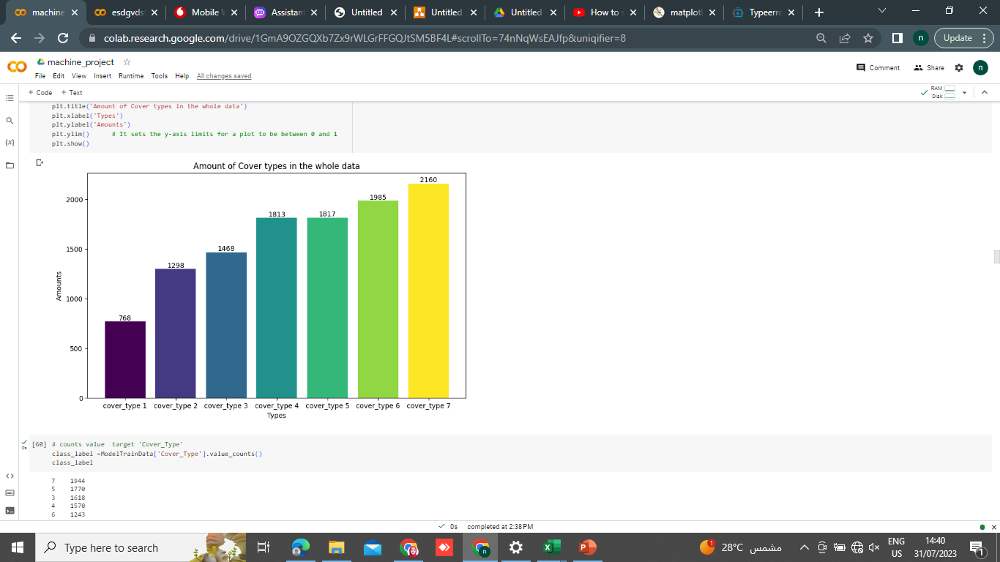 machine
esdgvds
Mobile
Assistan
Untitled
Untitled
Untitled
How to s
matplotl
Typeerro
colab.research.google.com/drive/1GmA9OZGQXb7Zx9rWLGrFFGQJtSM5BF4L#scrollTo=74nNqWsEAJfp&uniqifier=8
n
Update
machine_project
File Edit View Insert Runtime Tools Help All changes saved
Comment
Share
n
+ Code + Text
RAM
Disk
plt.title('Amount of Cover types in the whole data')
plt.xlabel('Types')
plt.ylabel('Amounts')
plt.ylim() # It sets the y-axis limits for a plot to be between 0 and 1
plt.show()
{x}
Amount of Cover types in the whole data
2160
1985
1817
1813
1468
1298
768
2000
1500
1000
500
0
Amounts
cover_type 1 cover_type 2 cover_type 3 cover_type 4 cover_type 5 cover_type 6 cover_type 7
Types
0s
[60] # counts value target 'Cover_Type'
class_label =ModelTrainData['Cover_Type'].value_counts()
class_label
7 1944
5 1770
3 1618
4 1570
6 1243
0s completed at 2:38 PM
Type here to search
1
28°C مشمس
ENG
US
14:40
31/07/2023
1